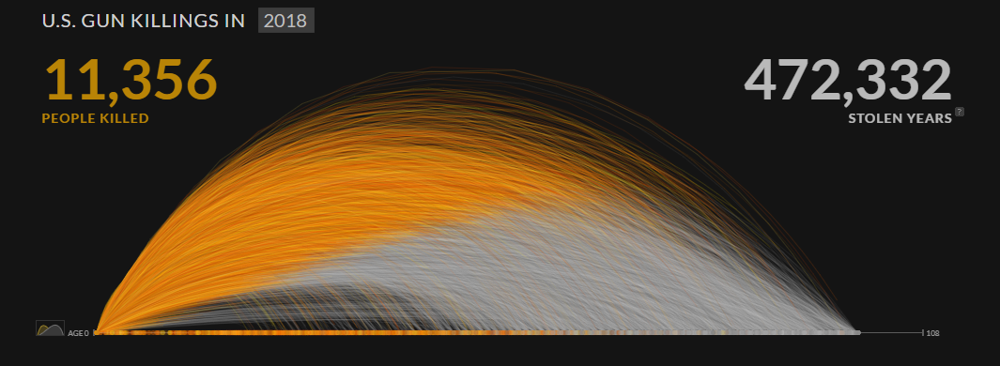 U.S. GUN KILLINGS IN 2018
11,356
PEOPLE KILLED
472,332
STOLEN YEARS ?
AGE 0
108